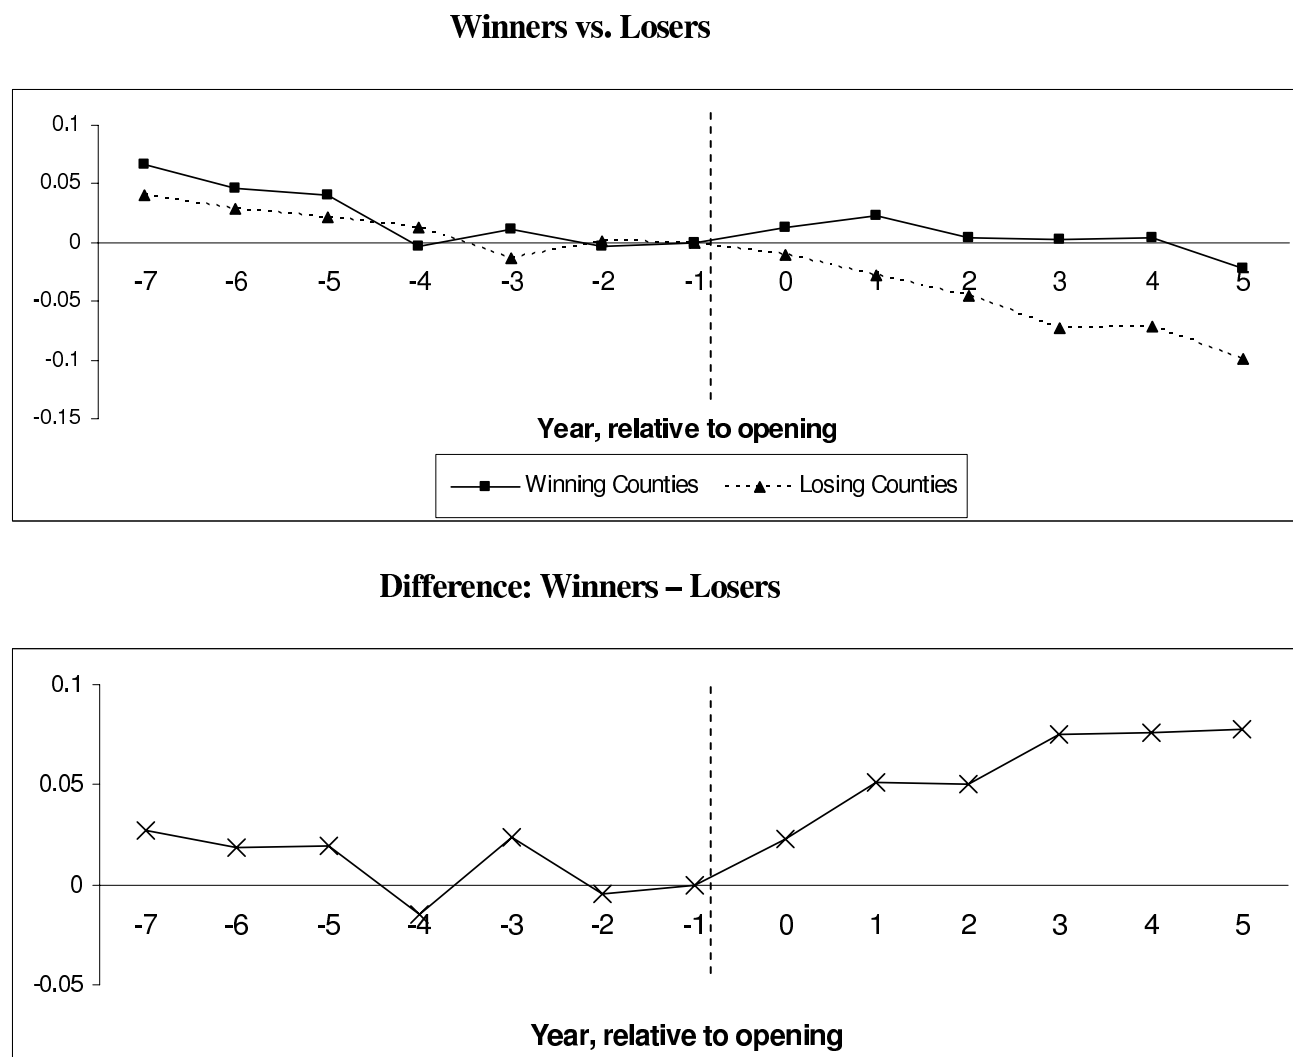 Winners vs. Losers
0.1
0.05
0
-7 -6 -5 -4 -3 -2 -1 0 1 2 3 4 5
-0.05
-0.1
-0.15
Year, relative to opening
Winning Counties Losing Counties
Difference: Winners – Losers
0.1
0.05
0
-7 -6 -5 -4 -3 -2 -1 0 1 2 3 4 5
-0.05
Year, relative to opening